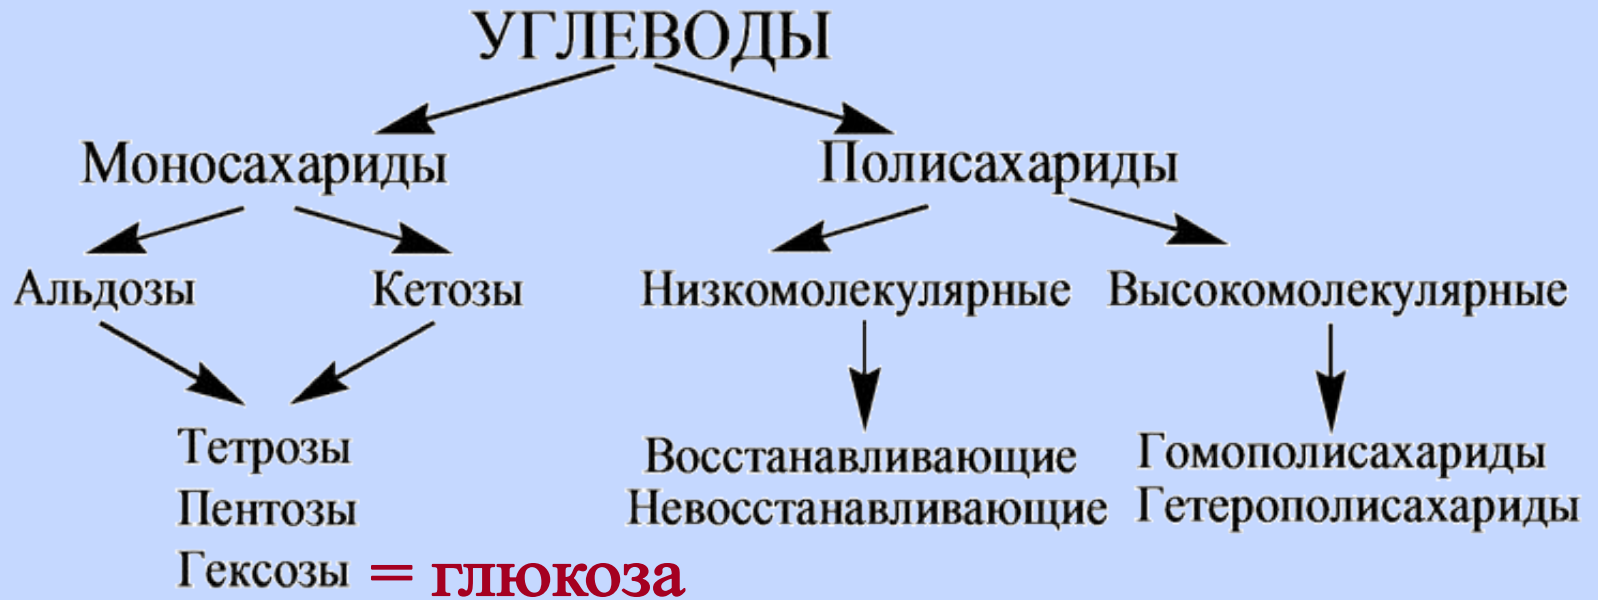 УГЛЕВОДЫ
Моносахариды Полисахариды
Альдозы Кетозы Низкомолекулярные Высокомолекулярные
Тетрозы
Пентозы
Гексозы = глюкоза
Восстанавливающие
Невосстанавливающие
Гомополисахариды
Гетерополисахариды